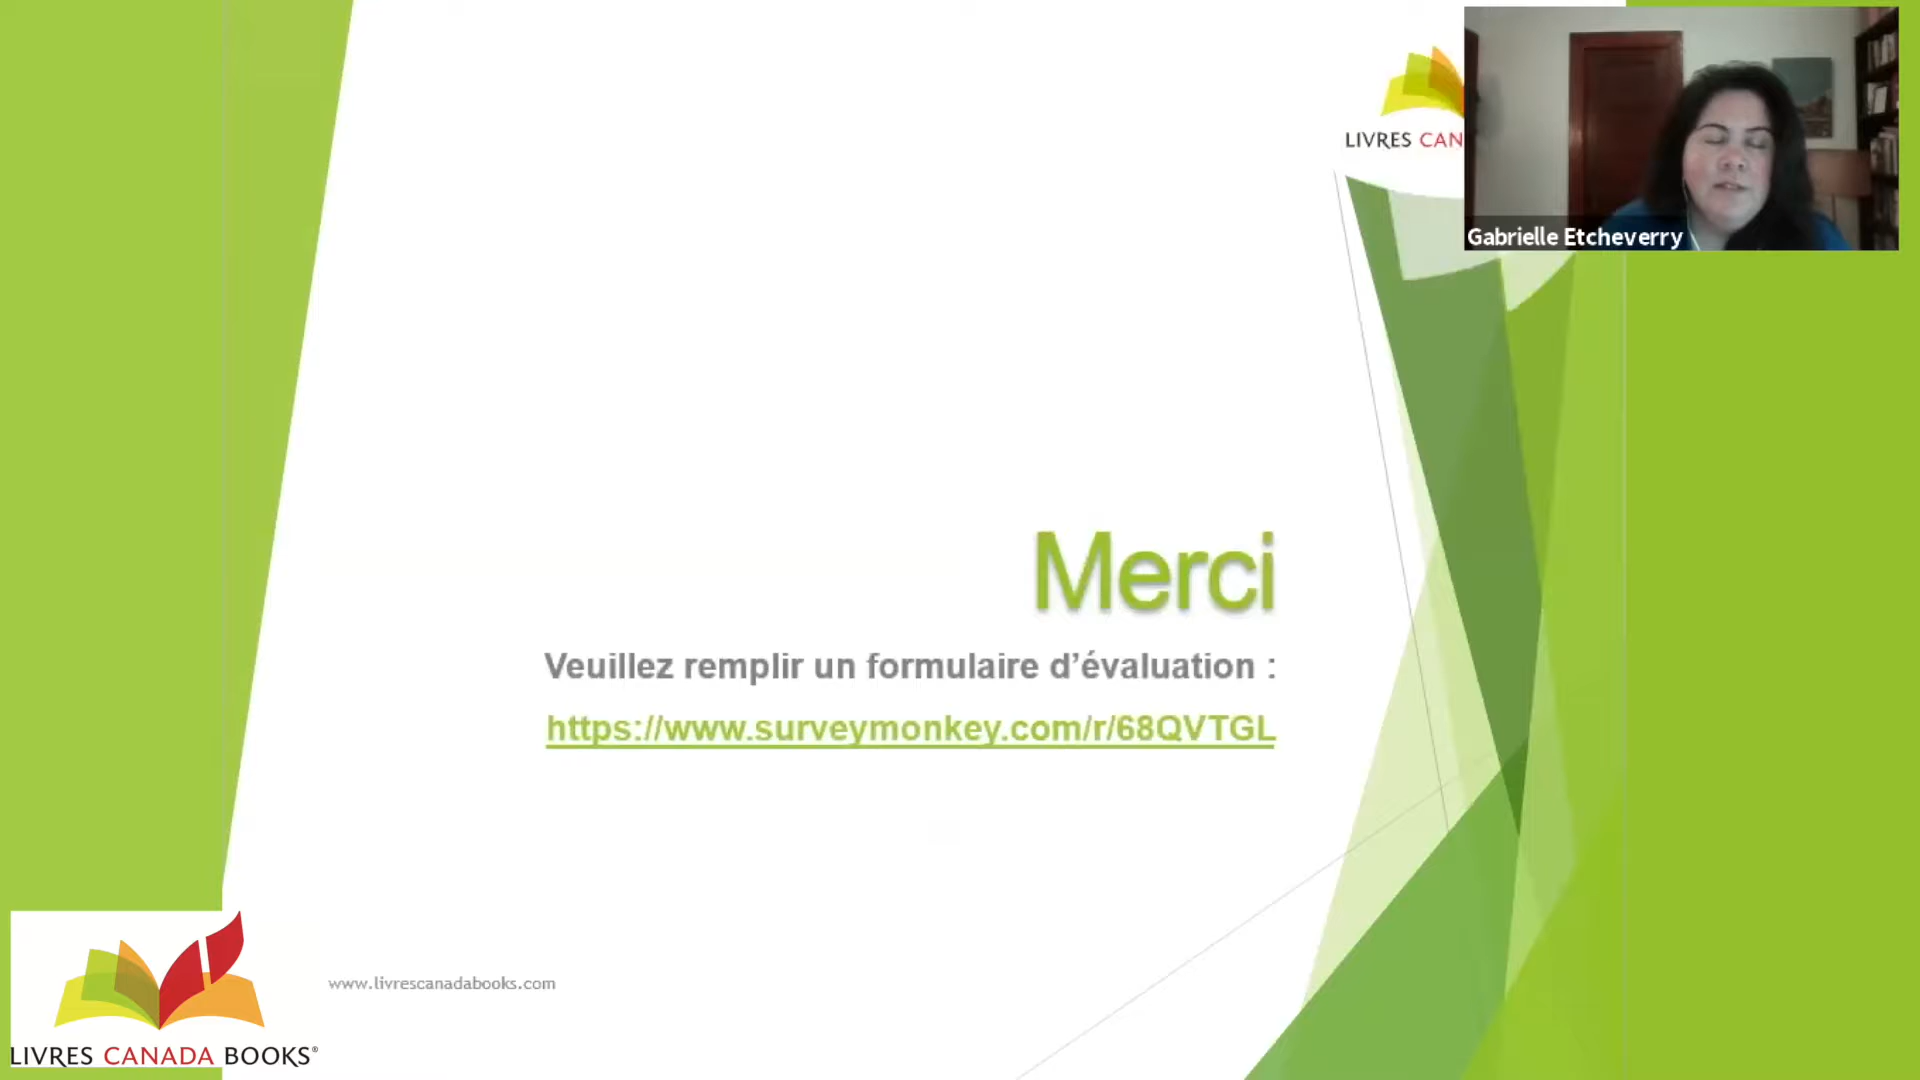 LIVRES CAN
Gabrielle Etcheverry
Merci
Veuillez remplir un formulaire d’évaluation :
https://www.surveymonkey.com/r/68QVTGL
www.livrescanadabooks.com
LIVRES CANADA BOOKS®